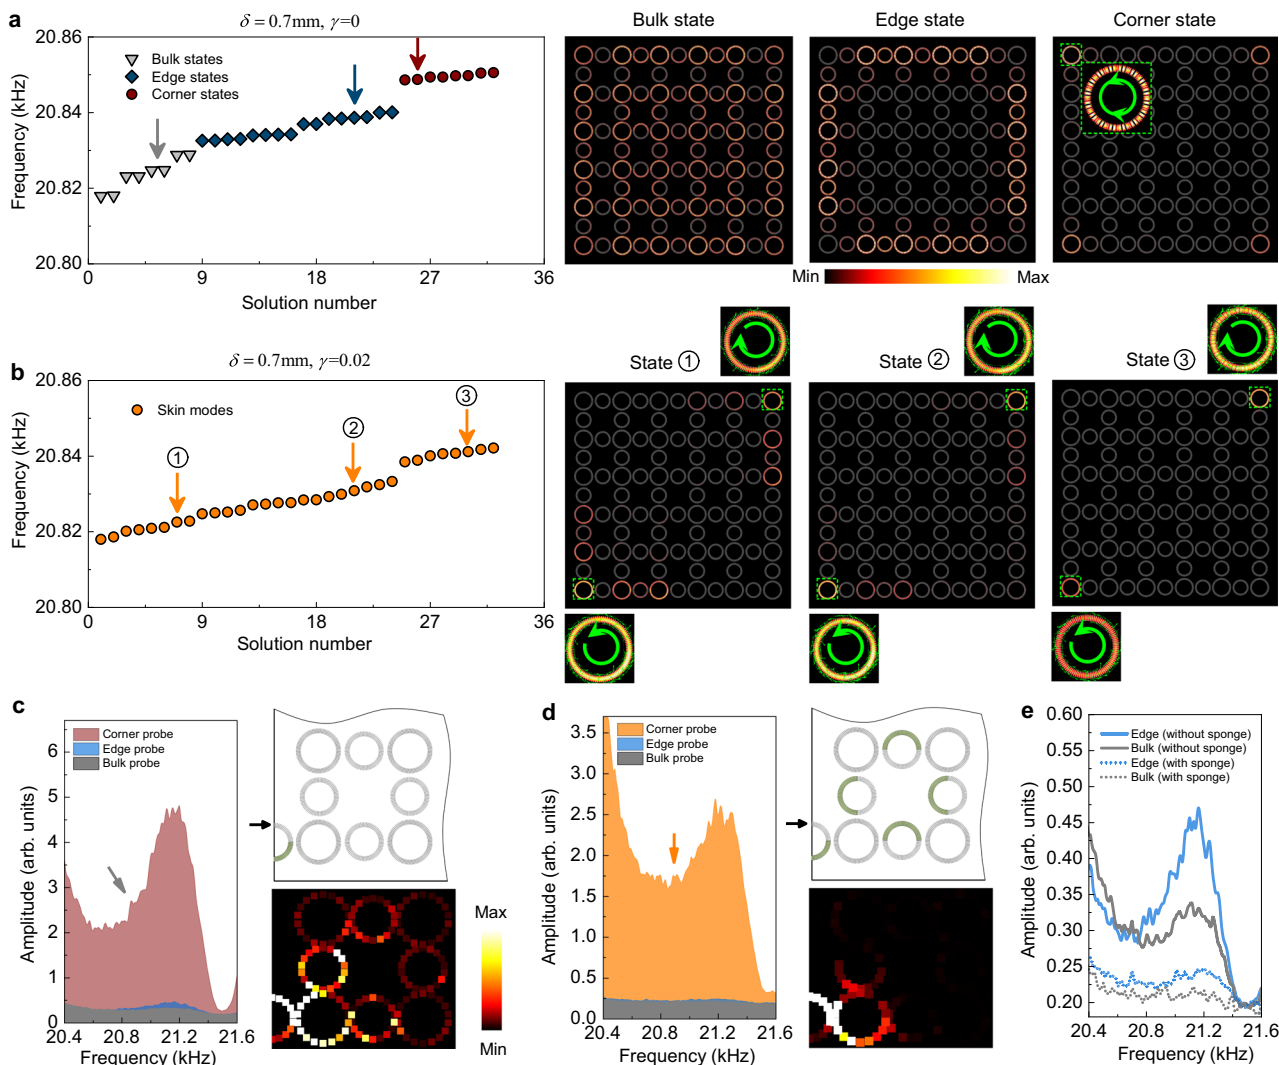 a
δ = 0.7mm, γ=0
Bulk state
Edge state
Corner state
20.86
20.84
20.82
20.80
Frequency (kHz)
Bulk states
Edge states
Corner states
0
9
18
27
36
Solution number
Min
Max
b
δ = 0.7mm, γ=0.02
State ①
State ②
State ③
20.86
20.84
20.82
20.80
Frequency (kHz)
Skin modes
①
②
③
0
9
18
27
36
Solution number
c
Corner probe
Edge probe
Bulk probe
6
5
4
3
2
1
0
Amplitude (arb. units)
20.4
20.8
21.2
21.6
Frequency (kHz)
Max
Min
d
Corner probe
Edge probe
Bulk probe
3.5
3.0
2.5
2.0
1.5
1.0
0.5
0.0
Amplitude (arb. units)
20.4
20.8
21.2
21.6
Frequency (kHz)
e
Edge (without sponge)
Bulk (without sponge)
Edge (with sponge)
Bulk (with sponge)
0.60
0.55
0.50
0.45
0.40
0.35
0.30
0.25
0.20
Amplitude (arb. units)
20.4
20.8
21.2
21.6
Frequency (kHz)